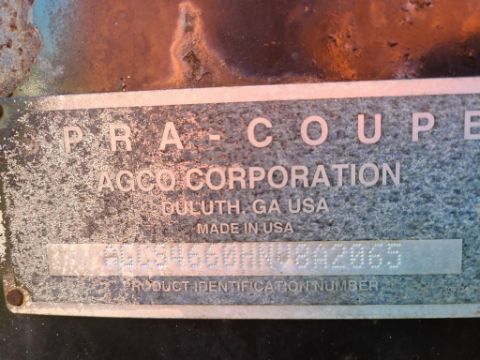 PRA-COUPE
AGCO CORPORATION
DULUTH, GA USA
MADE IN USA
PRODUCT IDENTIFICATION NUMBER